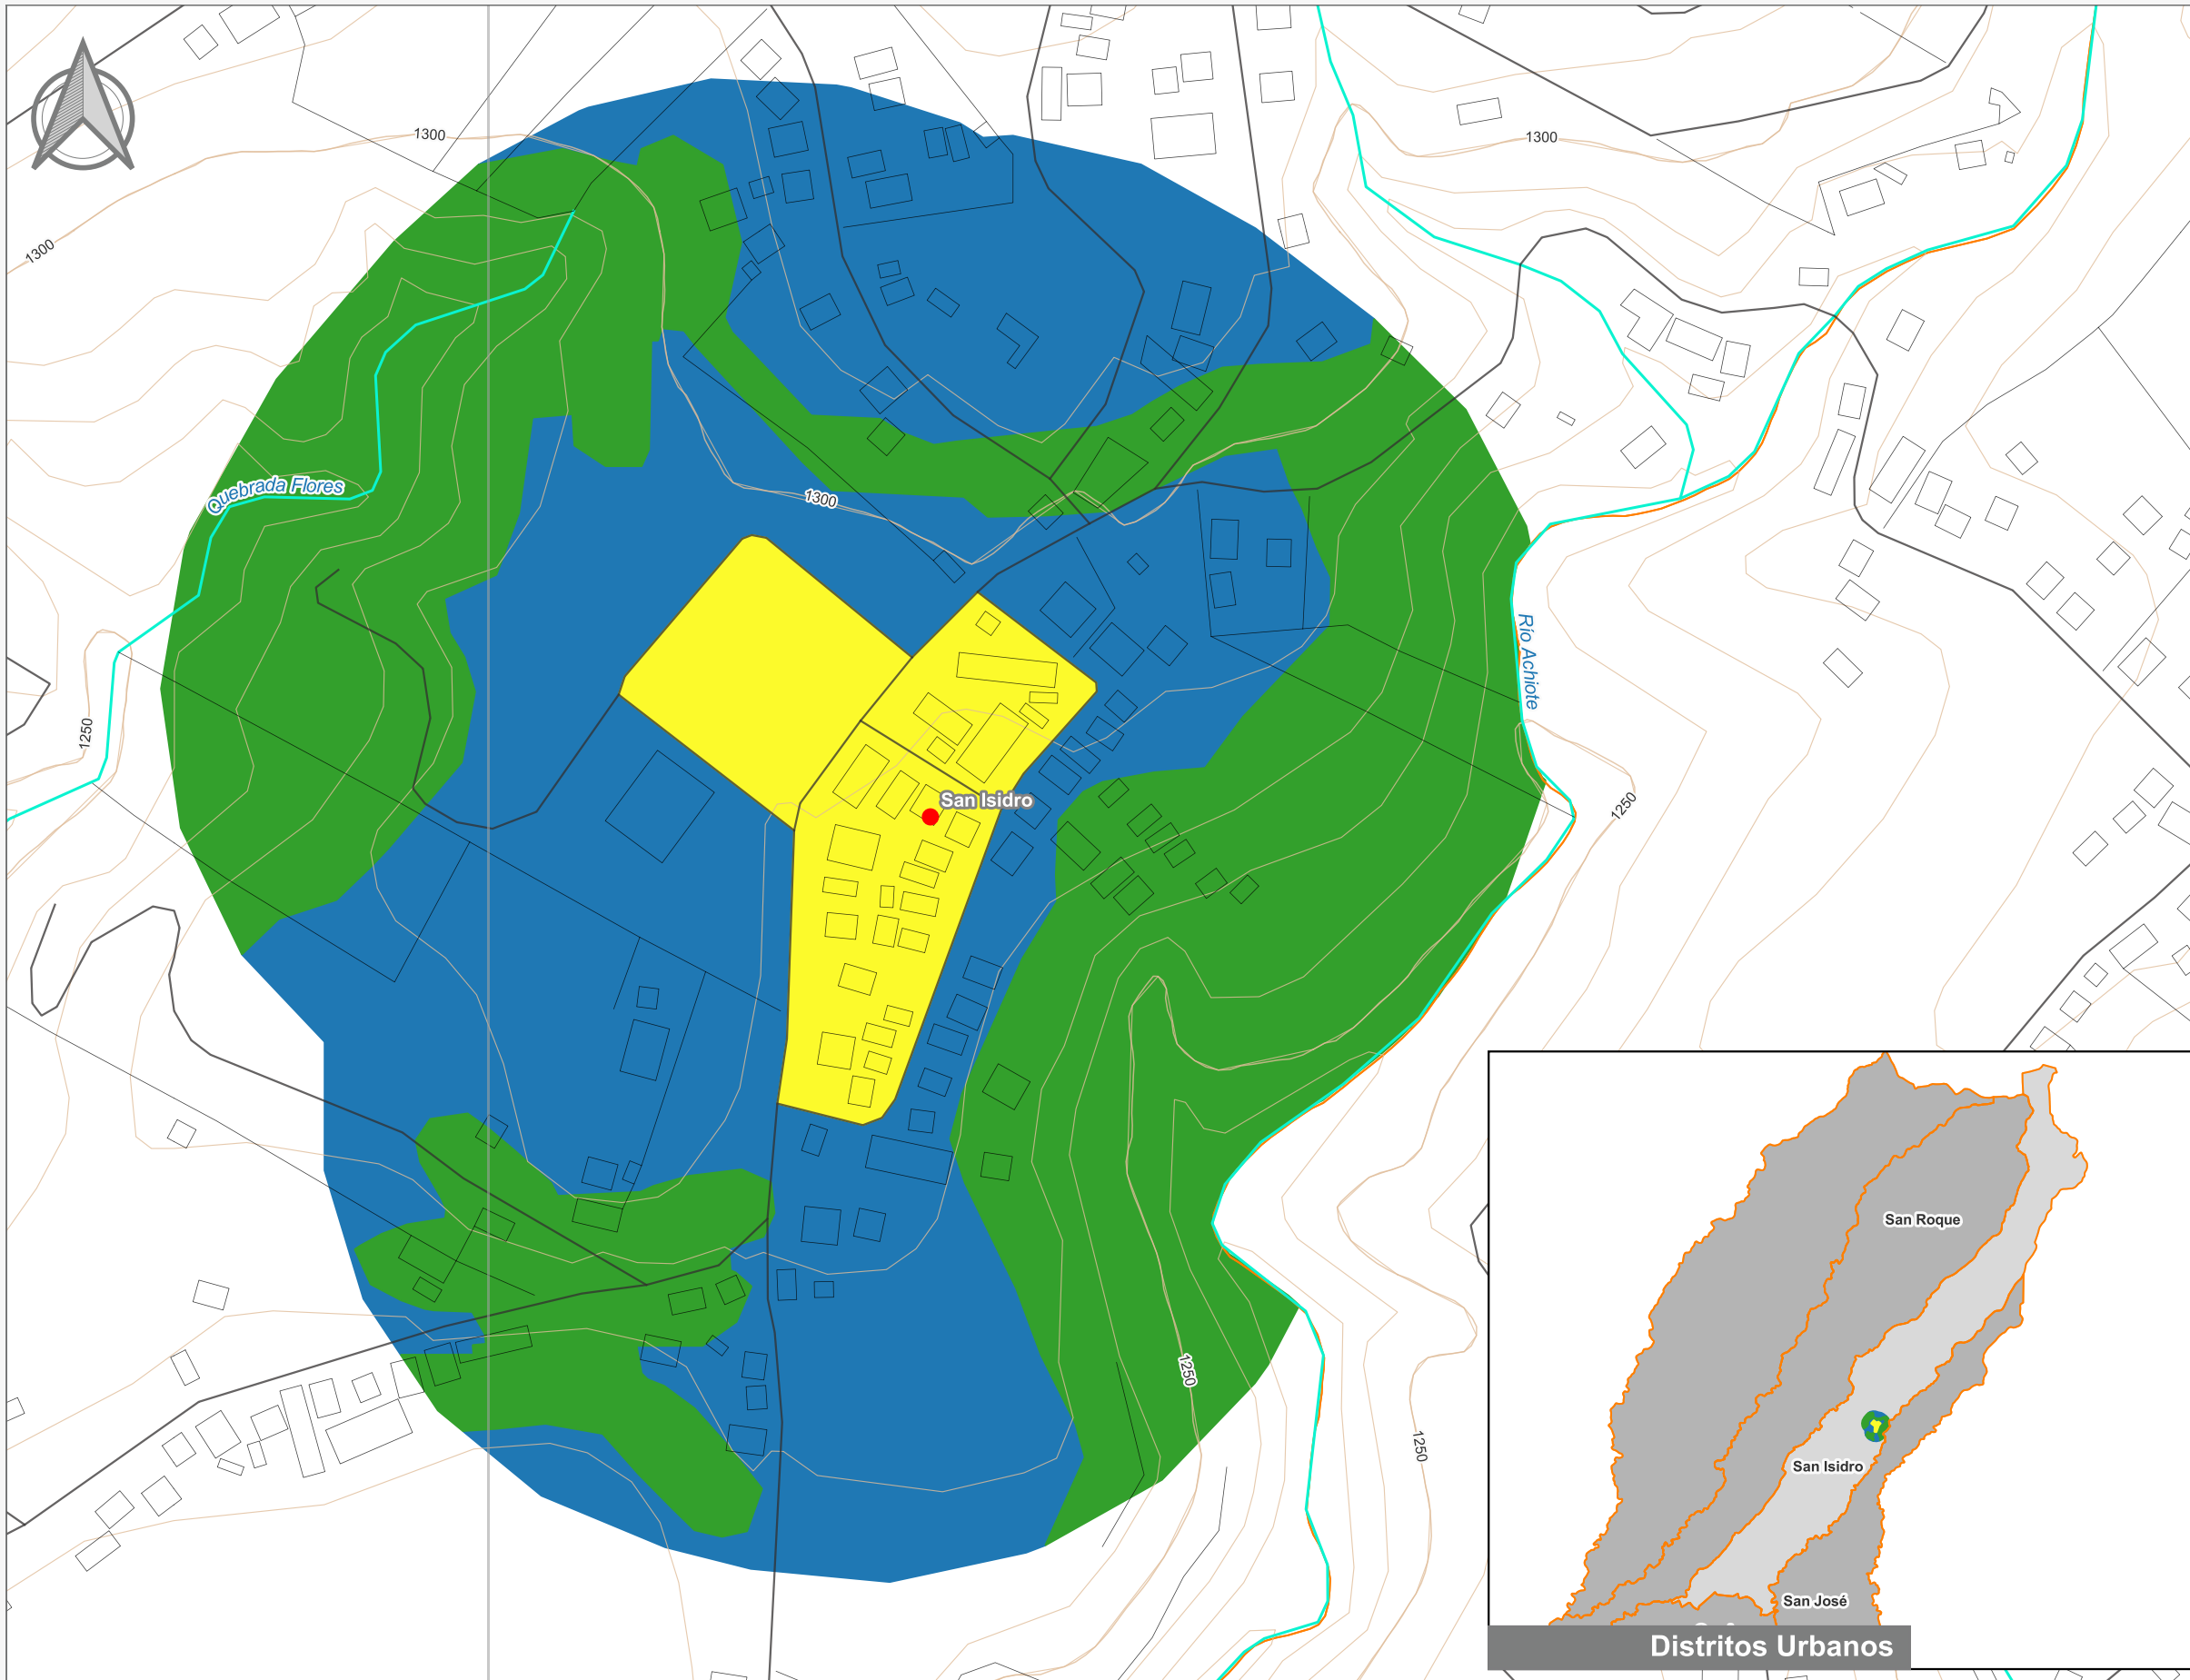 1300
1300
1300
1300
Quebrada Flores
Río Achiote
1250
San Isidro
1250
1250
1250
San Roque
San Isidro
San José
Distritos Urbanos